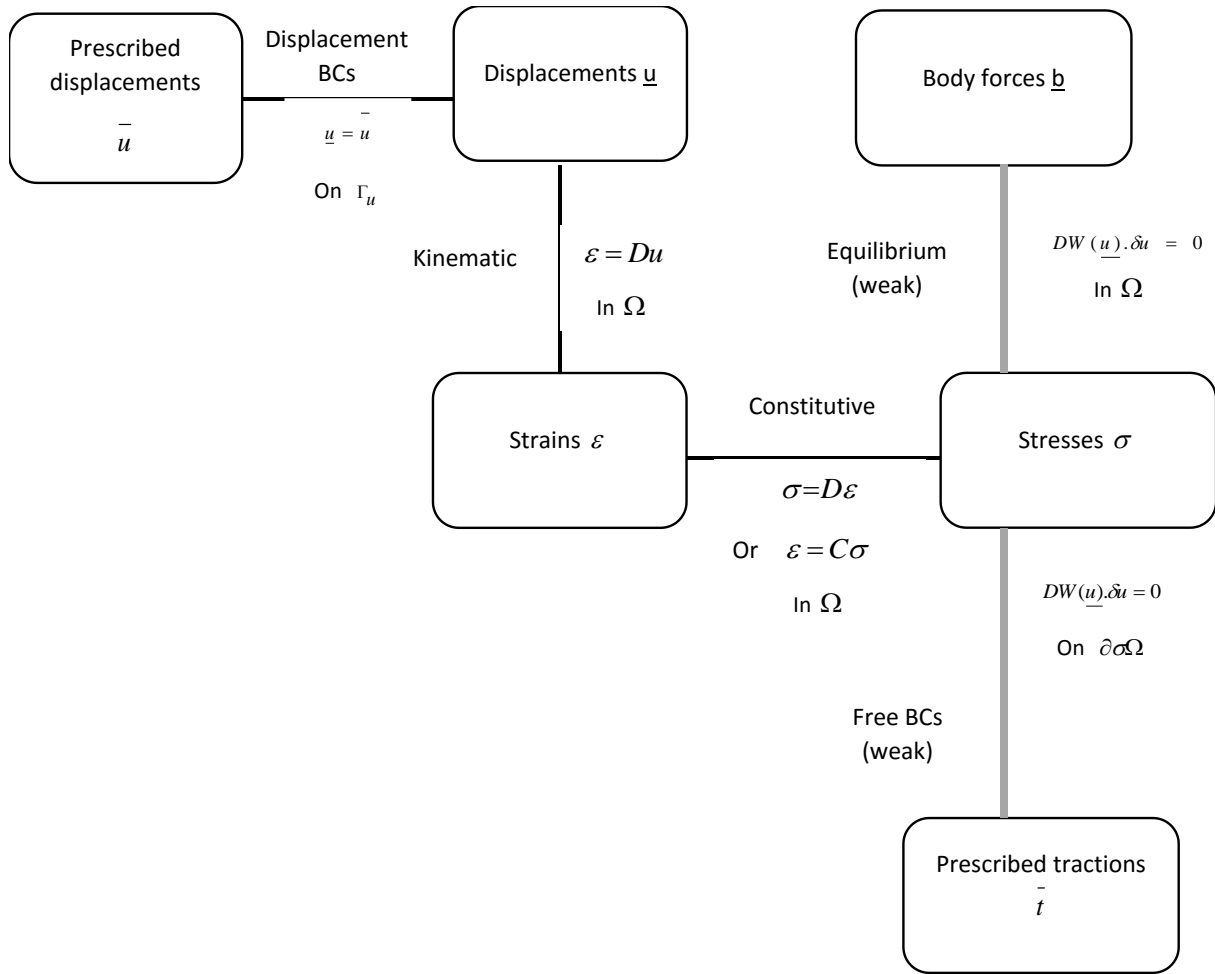 Prescribed
displacements
u̅
Displacement
BCs
u̲ = u̅
On Γu
Displacements u̲
Body forces b̲
Kinematic
ε = Du
In Ω
Equilibrium
(weak)
DW (u̲).δu = 0
In Ω
Strains ε
Constitutive
σ=Dε
Or ε = Cσ
In Ω
Stresses σ
DW(u̲).δu = 0
On ∂σΩ
Free BCs
(weak)
Prescribed tractions
t̅